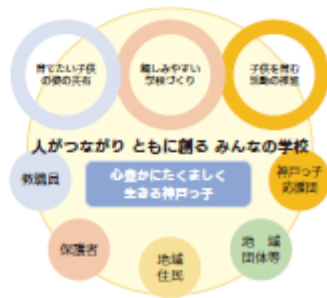 育てたい子供
の姿の共有
親しみやすい
学校づくり
子供を育む
活動の推進
人がつながり ともに創る みんなの学校
教職員
心豊かにたくましく
生きる神戸っ子
神戸っ子
応援団
保護者
地域
住民
地 域
団体等